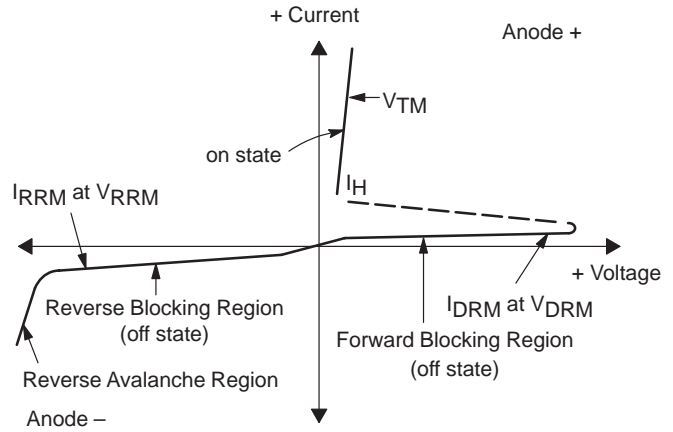 + Current
Anode +
VTM
on state
IH
IRRM at VRRM
+ Voltage
IDRM at VDRM
Reverse Blocking Region
(off state)
Forward Blocking Region
(off state)
Reverse Avalanche Region
Anode –